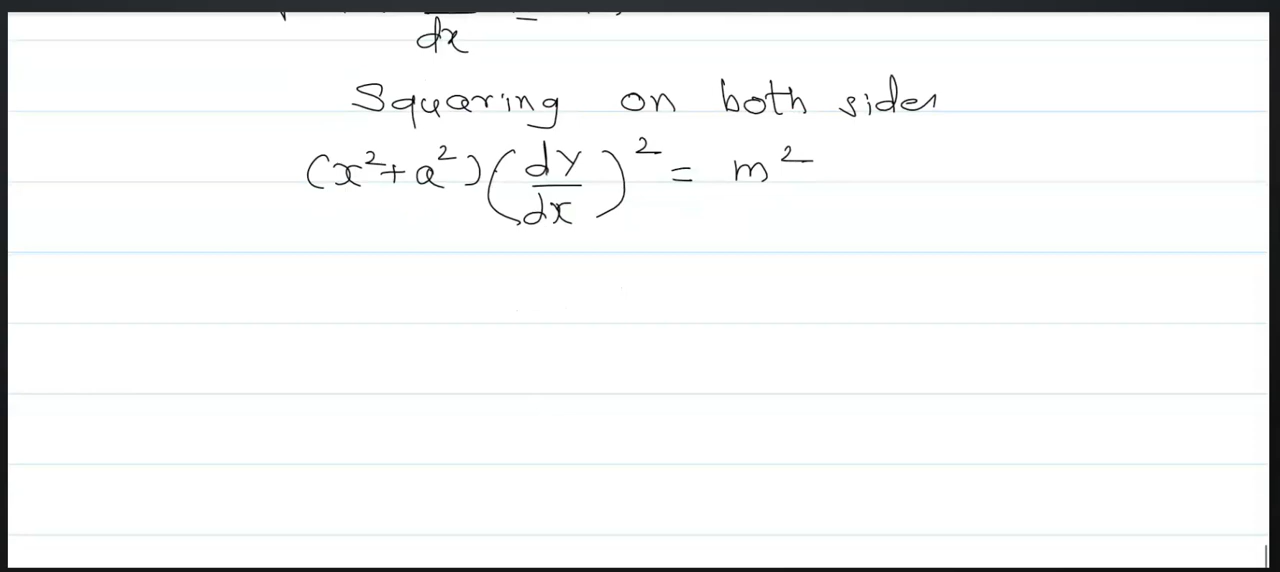 dx
Squaring on both sides
(x²+a²)(dy/dx)² = m²